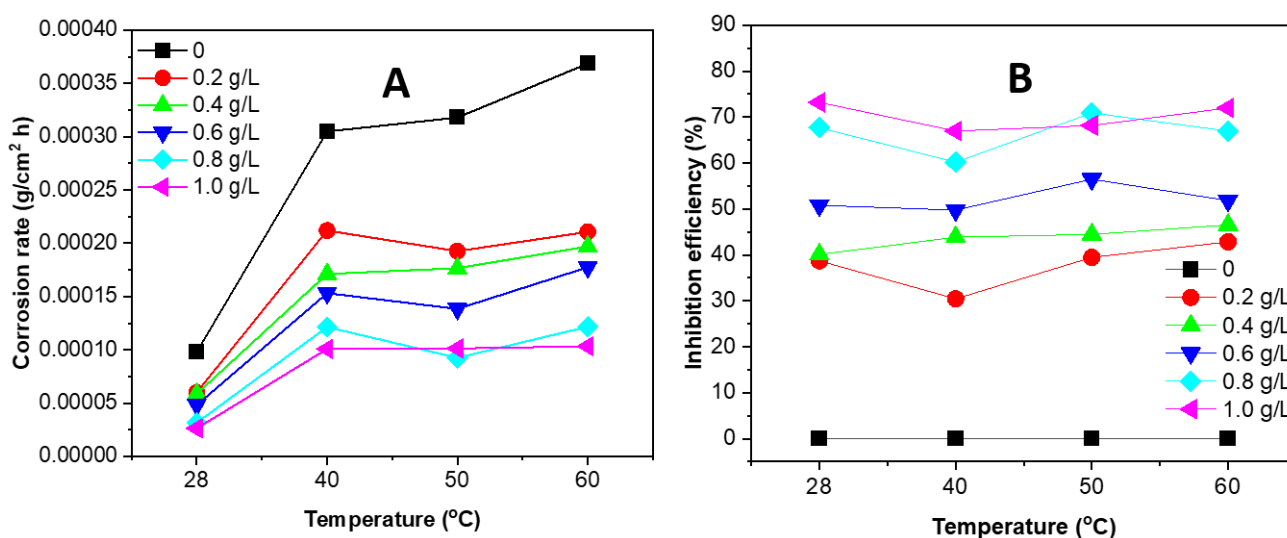 A
Corrosion rate (g/cm² h)
0.00040
0.00035
0.00030
0.00025
0.00020
0.00015
0.00010
0.00005
0.00000
0
0.2 g/L
0.4 g/L
0.6 g/L
0.8 g/L
1.0 g/L
28 40 50 60
Temperature (°C)
B
Inhibition efficiency (%)
90
80
70
60
50
40
30
20
10
0
0
0.2 g/L
0.4 g/L
0.6 g/L
0.8 g/L
1.0 g/L
28 40 50 60
Temperature (°C)